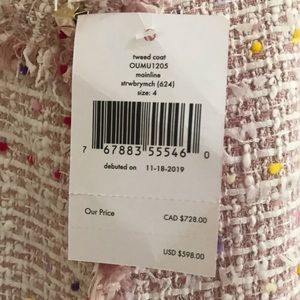 tweed coat
OUMU1205
mainline
strwbrymch (624)
size: 4
7 67883 55546 0
debuted on 11-18-2019
Our Price CAD $728.00
USD $598.00